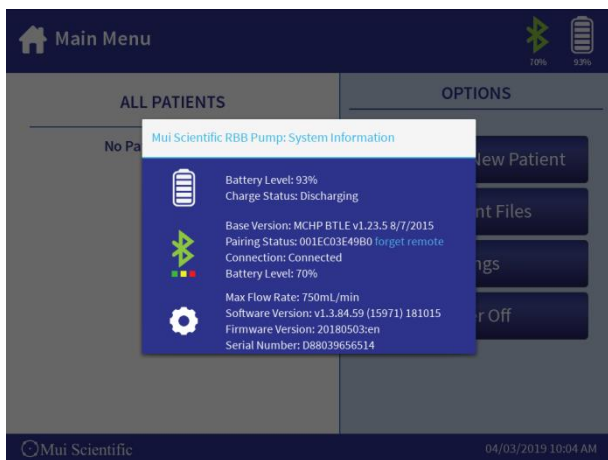 Main Menu
70%
93%
ALL PATIENTS
OPTIONS
No Pa
New Patient
nt Files
ngs
r Off
Mui Scientific RBB Pump: System Information
Battery Level: 93%
Charge Status: Discharging
Base Version: MCHP BTLE v1.23.5 8/7/2015
Pairing Status: 001EC03E49B0 forget remote
Connection: Connected
Battery Level: 70%
Max Flow Rate: 750mL/min
Software Version: v1.3.84.59 (15971) 181015
Firmware Version: 20180503:en
Serial Number: D88039656514
Mui Scientific
04/03/2019 10:04 AM